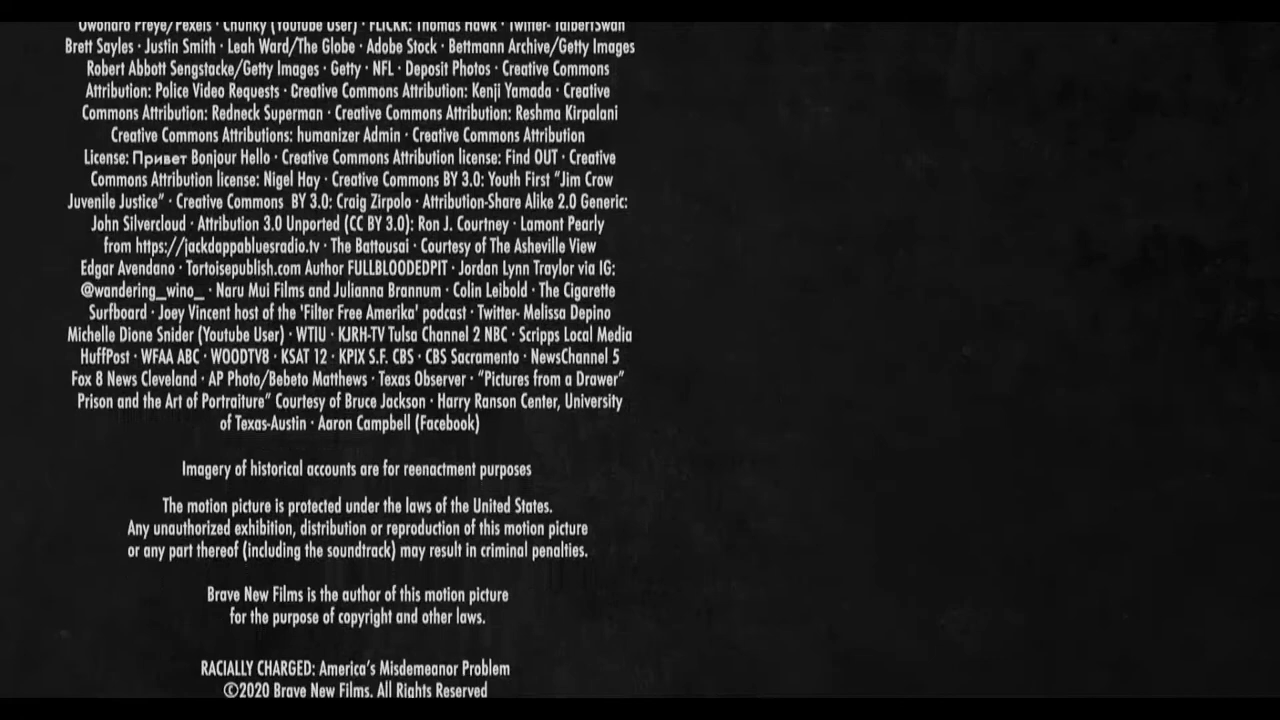 Owondro Preye/Pexels · Chunky (Youtube User) · FLICKR: Thomas Hawk · Twitter- TalbertSwan
Brett Sayles · Justin Smith · Leah Ward/The Globe · Adobe Stock · Bettmann Archive/Getty Images
Robert Abbott Sengstacke/Getty Images · Getty · NFL · Deposit Photos · Creative Commons
Attribution: Police Video Requests · Creative Commons Attribution: Kenji Yamada · Creative
Commons Attribution: Redneck Superman · Creative Commons Attribution: Reshma Kirpalani
Creative Commons Attributions: humanizer Admin · Creative Commons Attribution
License: Привет Bonjour Hello · Creative Commons Attribution license: Find OUT · Creative
Commons Attribution license: Nigel Hay · Creative Commons BY 3.0: Youth First “Jim Crow
Juvenile Justice” · Creative Commons BY 3.0: Craig Zirpolo · Attribution-Share Alike 2.0 Generic:
John Silvercloud · Attribution 3.0 Unported (CC BY 3.0): Ron J. Courtney · Lamont Pearly
from https://jackdappabluesradio.tv · The Battousai · Courtesy of The Asheville View
Edgar Avendano · Tortoisepublish.com Author FULLBLOODEDPIT · Jordan Lynn Traylor via IG:
@wandering_wino_ · Naru Mui Films and Julianna Brannum · Colin Leibold · The Cigarette
Surfboard · Joey Vincent host of the 'Filter Free Amerika' podcast · Twitter- Melissa Depino
Michelle Dione Snider (Youtube User) · WTIU · KJRH-TV Tulsa Channel 2 NBC · Scripps Local Media
HuffPost · WFAA ABC · WOODTV8 · KSAT 12 · KPIX S.F. CBS · CBS Sacramento · NewsChannel 5
Fox 8 News Cleveland · AP Photo/Bebeto Matthews · Texas Observer · “Pictures from a Drawer”
Prison and the Art of Portraiture” Courtesy of Bruce Jackson · Harry Ranson Center, University
of Texas-Austin · Aaron Campbell (Facebook)
Imagery of historical accounts are for reenactment purposes
The motion picture is protected under the laws of the United States.
Any unauthorized exhibition, distribution or reproduction of this motion picture
or any part thereof (including the soundtrack) may result in criminal penalties.
Brave New Films is the author of this motion picture
for the purpose of copyright and other laws.
RACIALLY CHARGED: America’s Misdemeanor Problem
©2020 Brave New Films. All Rights Reserved